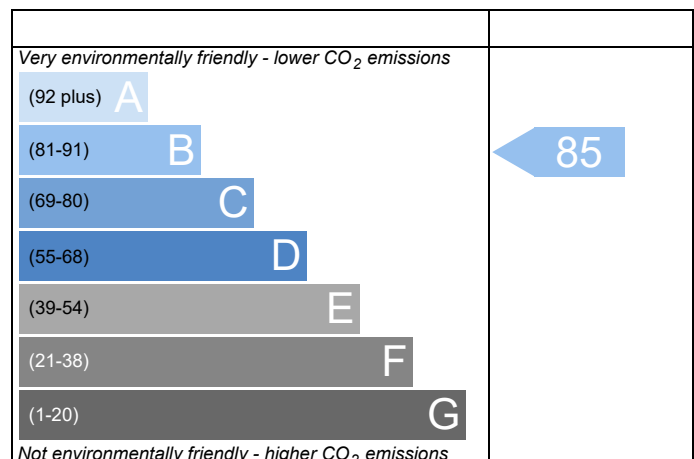 Very environmentally friendly - lower CO2 emissions
(92 plus) A
(81-91) B
85
(69-80) C
(55-68) D
(39-54) E
(21-38) F
(1-20) G
Not environmentally friendly - higher CO2 emissions